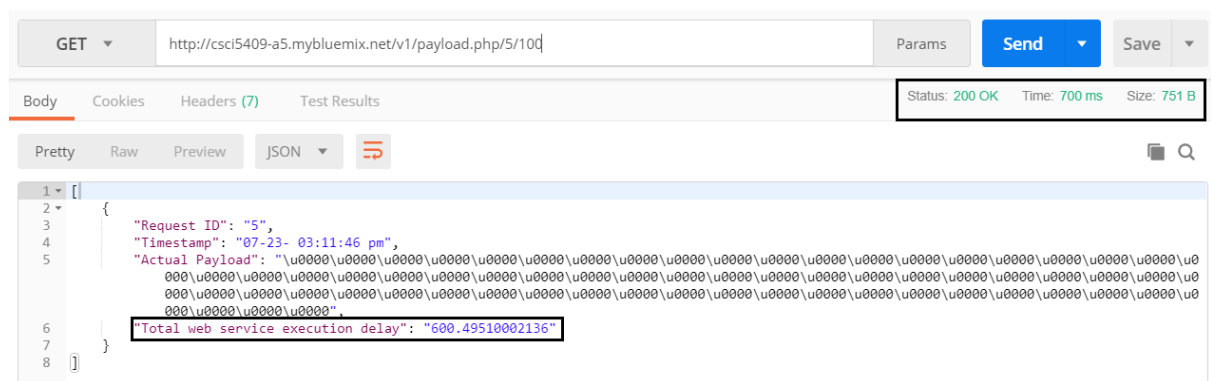 GET http://csci5409-a5.mybluemix.net/v1/payload.php/5/100 Params Send Save
Body Cookies Headers (7) Test Results Status: 200 OK Time: 700 ms Size: 751 B
Pretty Raw Preview JSON
1 [
2 {
3 "Request ID": "5",
4 "Timestamp": "07-23- 03:11:46 pm",
5 "Actual Payload": "\u0000\u0000\u0000\u0000\u0000\u0000\u0000\u0000\u0000\u0000\u0000\u0000\u0000\u0000\u0000\u0000\u0000\u0000\u0000\u0
000\u0000\u0000\u0000\u0000\u0000\u0000\u0000\u0000\u0000\u0000\u0000\u0000\u0000\u0000\u0000\u0000\u0000\u0000\u0000\u0000\u0000\u0
000\u0000\u0000\u0000\u0000\u0000\u0000\u0000\u0000\u0000\u0000\u0000\u0000\u0000\u0000\u0000\u0000\u0000\u0000\u0000\u0000\u0000\u0
000\u0000\u0000\u0000",
6 "Total web service execution delay": "600.49510002136"
7 }
8 ]